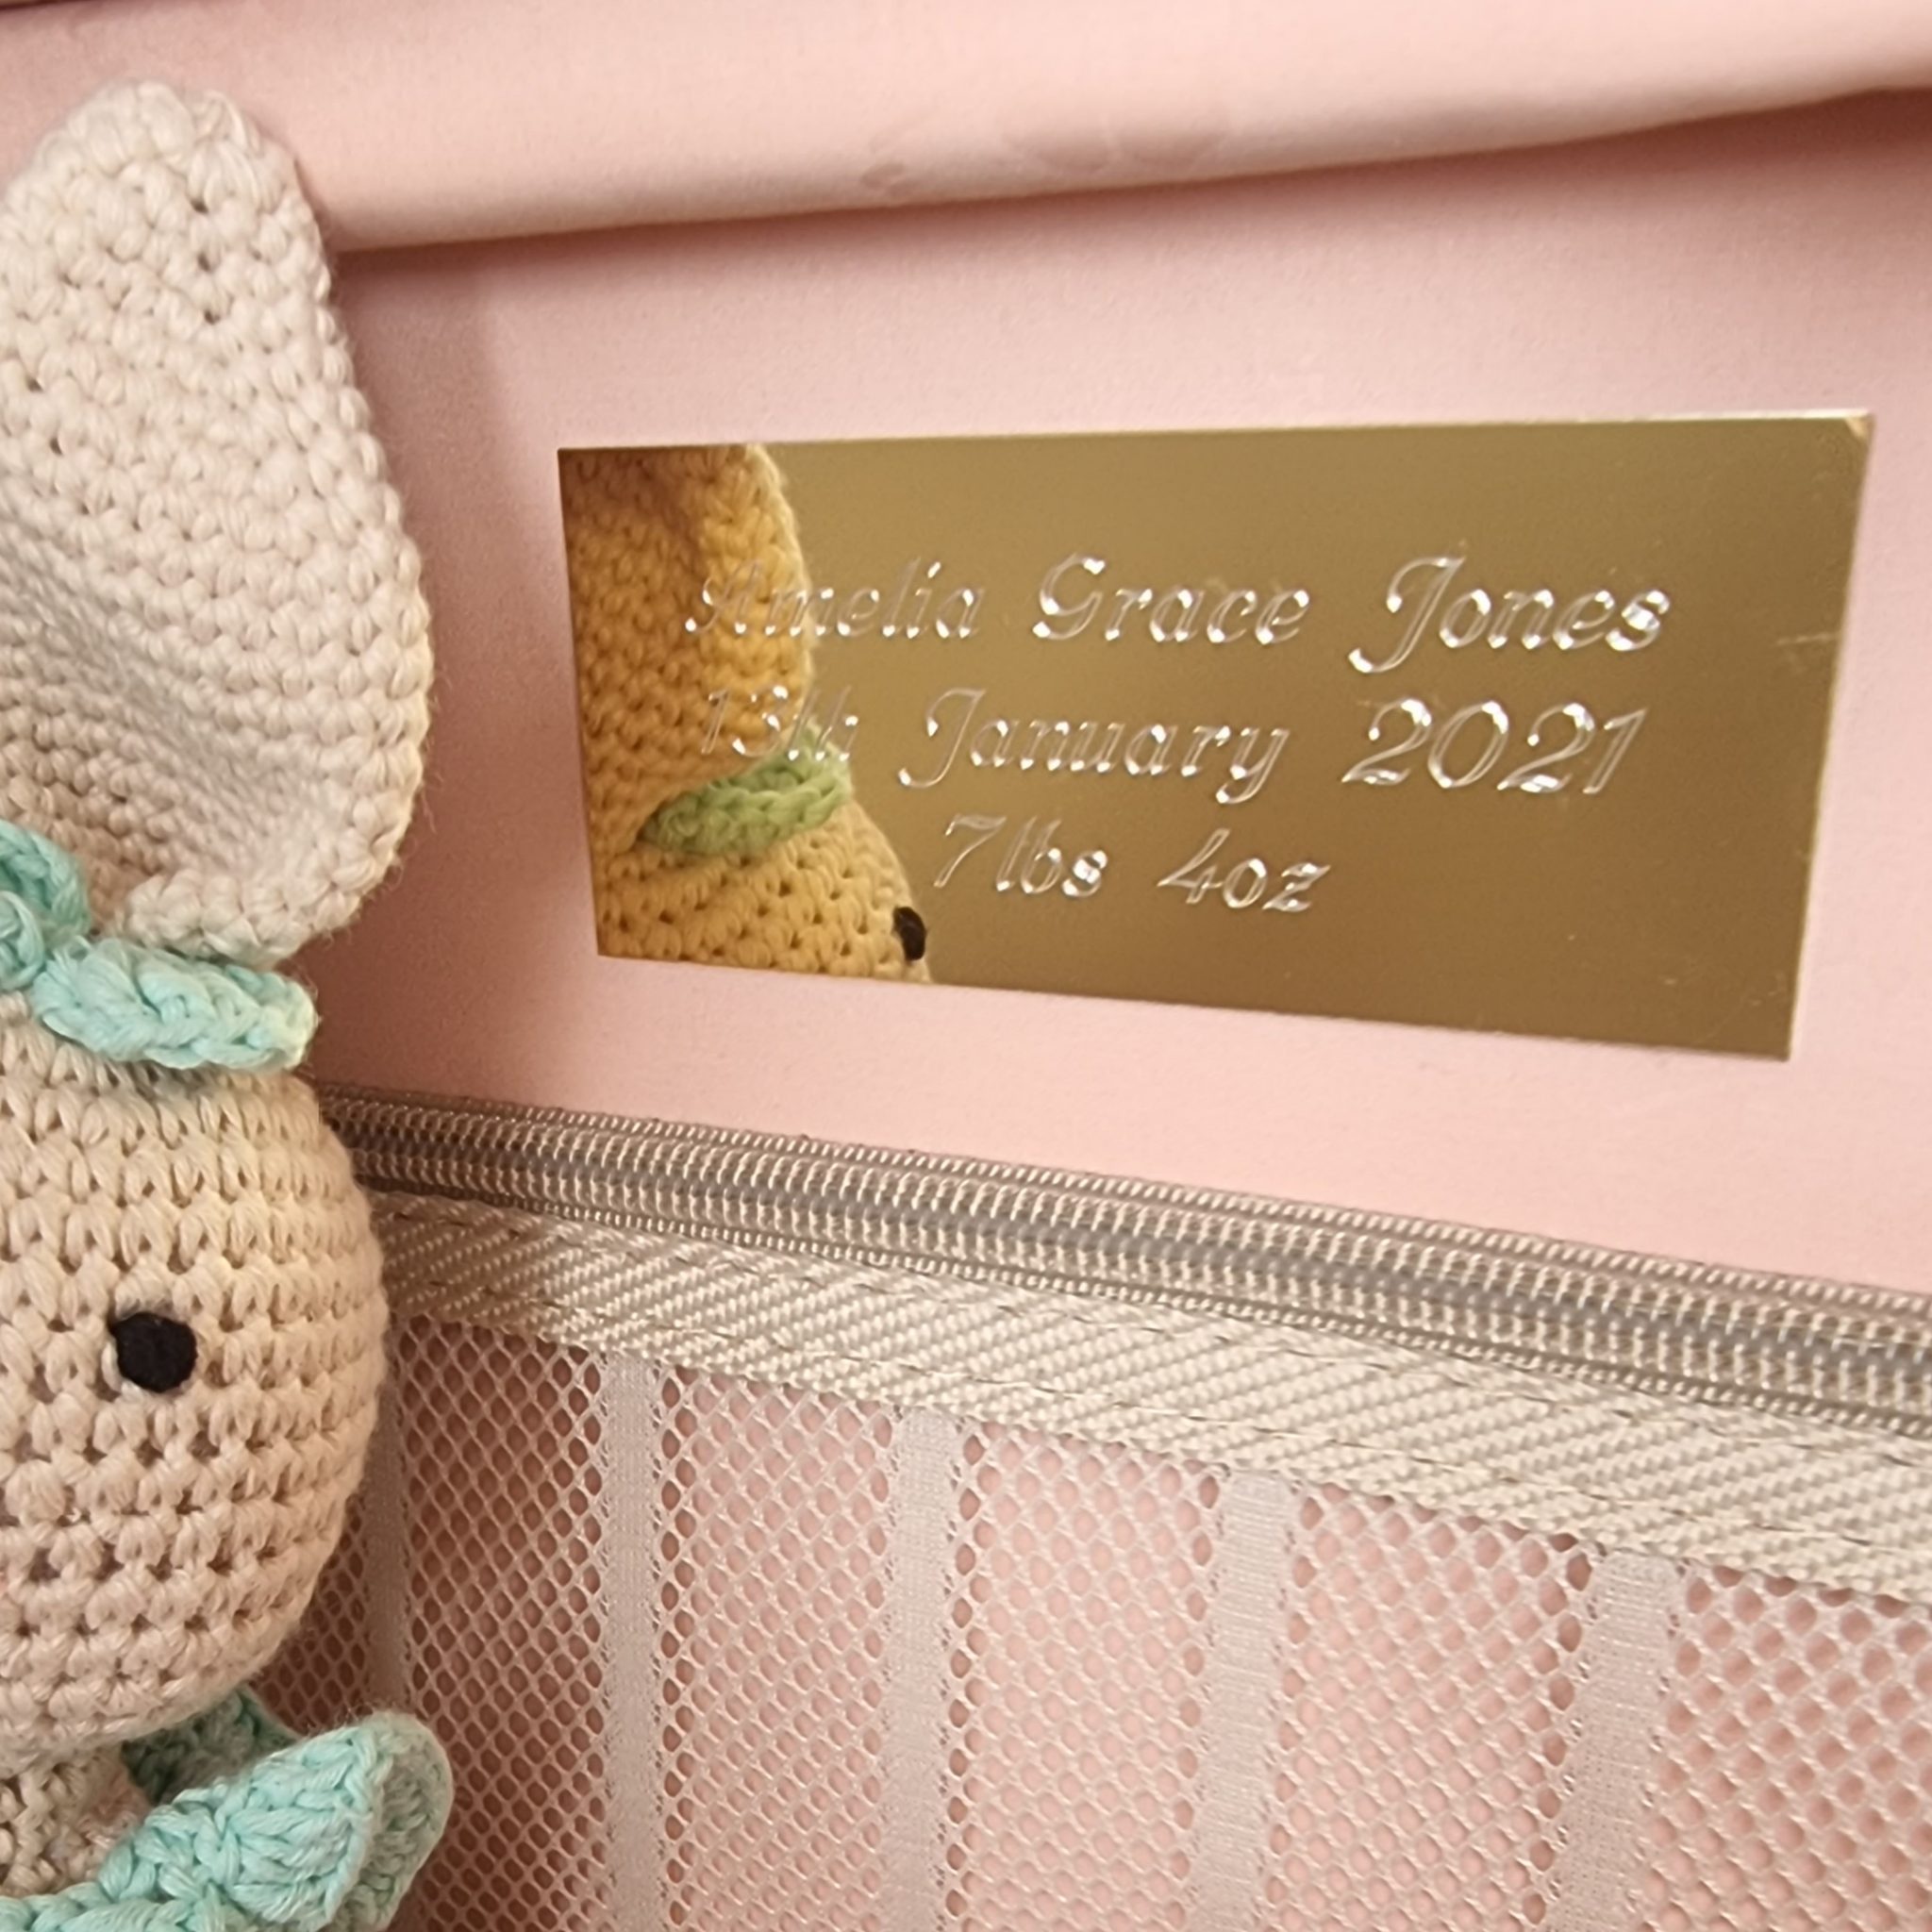 Amelia Grace Jones
13th January 2021
7lbs 4oz